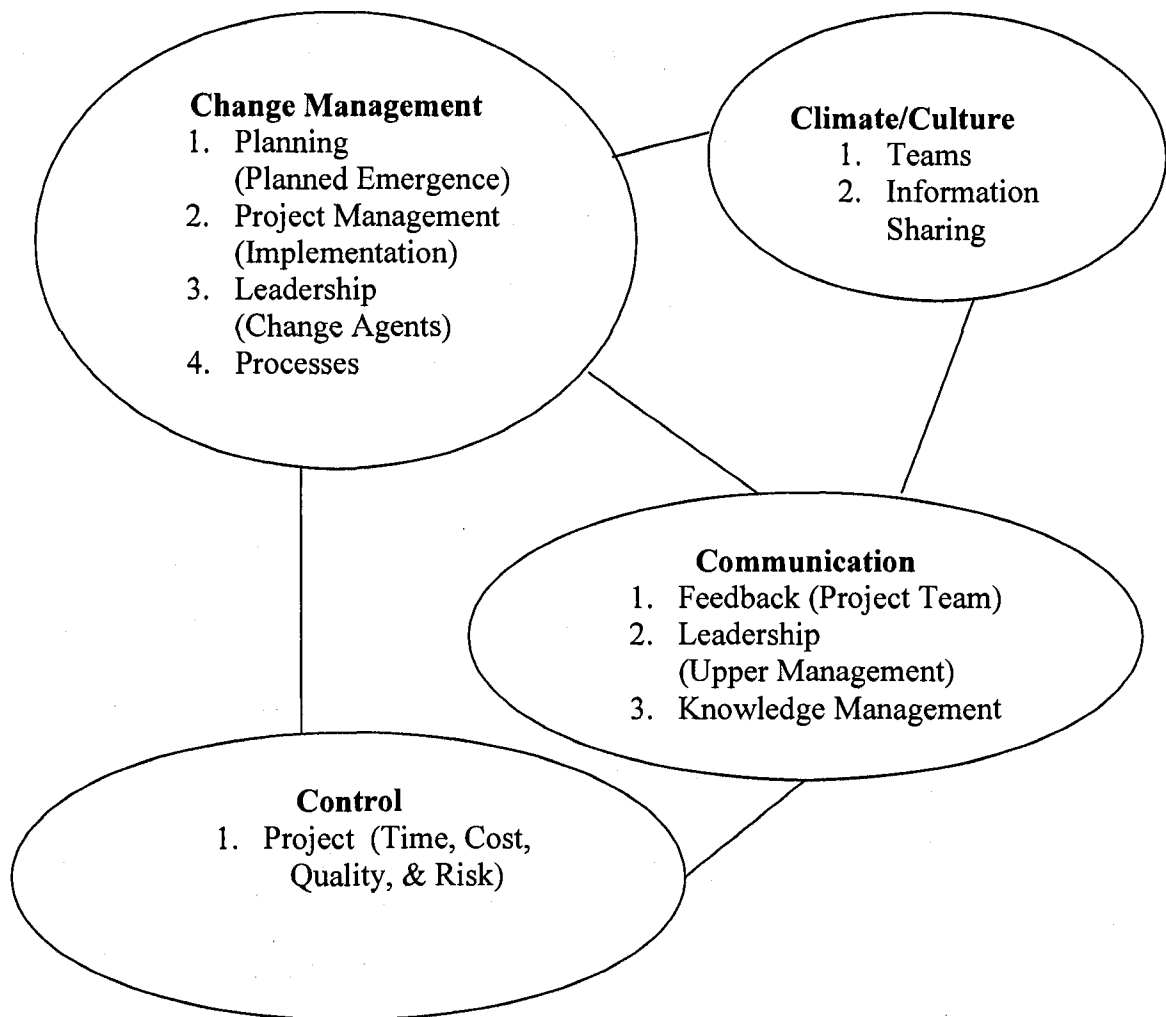 Change Management
1. Planning
(Planned Emergence)
2. Project Management
(Implementation)
3. Leadership
(Change Agents)
4. Processes
Climate/Culture
1. Teams
2. Information
Sharing
Communication
1. Feedback (Project Team)
2. Leadership
(Upper Management)
3. Knowledge Management
Control
1. Project (Time, Cost,
Quality, & Risk)